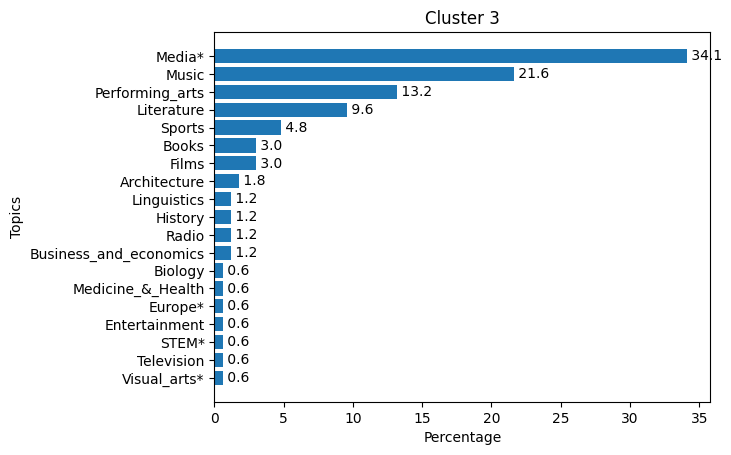 Cluster 3
Topics
Media* 34.1
Music 21.6
Performing_arts 13.2
Literature 9.6
Sports 4.8
Books 3.0
Films 3.0
Architecture 1.8
Linguistics 1.2
History 1.2
Radio 1.2
Business_and_economics 1.2
Biology 0.6
Medicine_&_Health 0.6
Europe* 0.6
Entertainment 0.6
STEM* 0.6
Television 0.6
Visual_arts* 0.6
0 5 10 15 20 25 30 35
Percentage